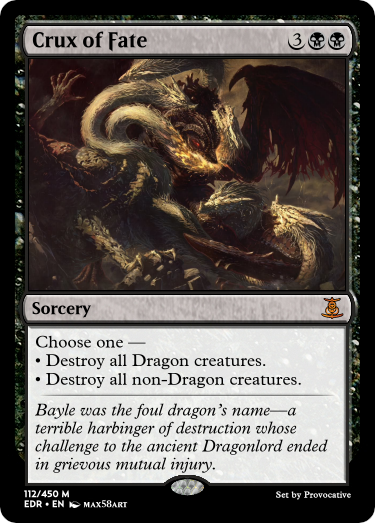 Crux of Fate 3
Sorcery
Choose one —
• Destroy all Dragon creatures.
• Destroy all non-Dragon creatures.
Bayle was the foul dragon's name—a
terrible harbinger of destruction whose
challenge to the ancient Dragonlord ended
in grievous mutual injury.
112/450 M
EDR • EN MAX58ART
Set by Provocative